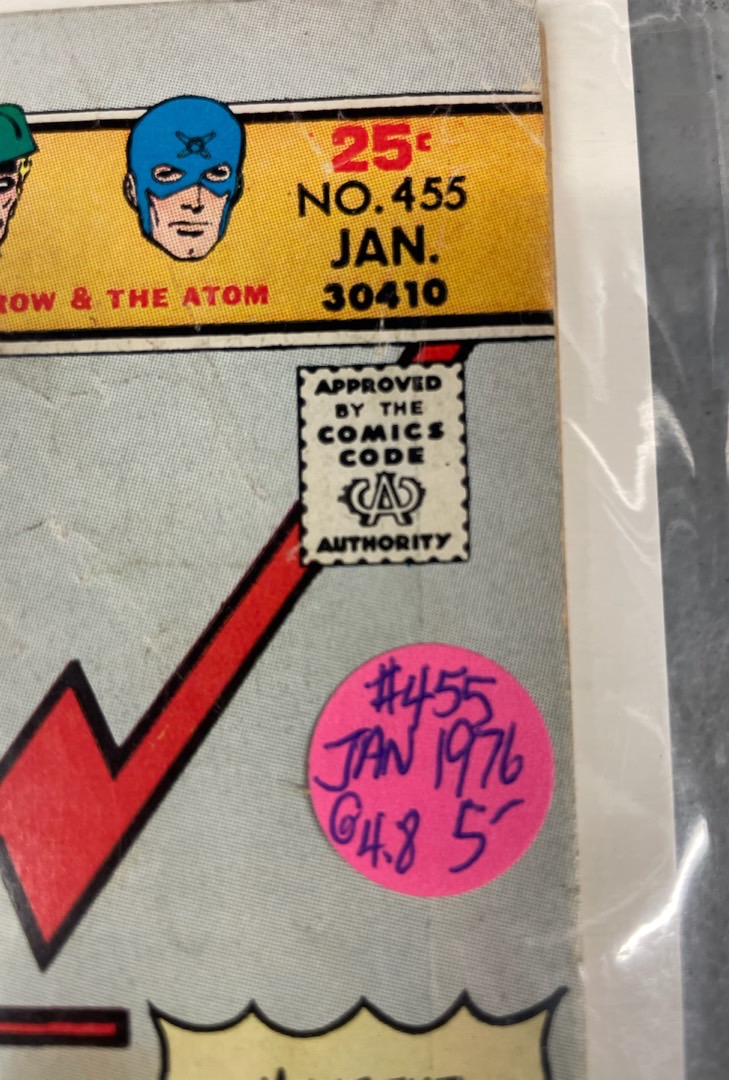 25¢
NO. 455
JAN.
ROW & THE ATOM
30410
APPROVED
BY THE
COMICS
CODE
CA
AUTHORITY
#455
JAN 1976
@4.8 5-